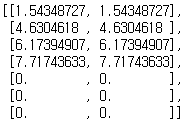 [[1.54348727, 1.54348727],
[4.6304618 , 4.6304618 ],
[6.17394907, 6.17394907],
[7.71743633, 7.71743633],
[0. , 0. ],
[0. , 0. ],
[0. , 0. ]]